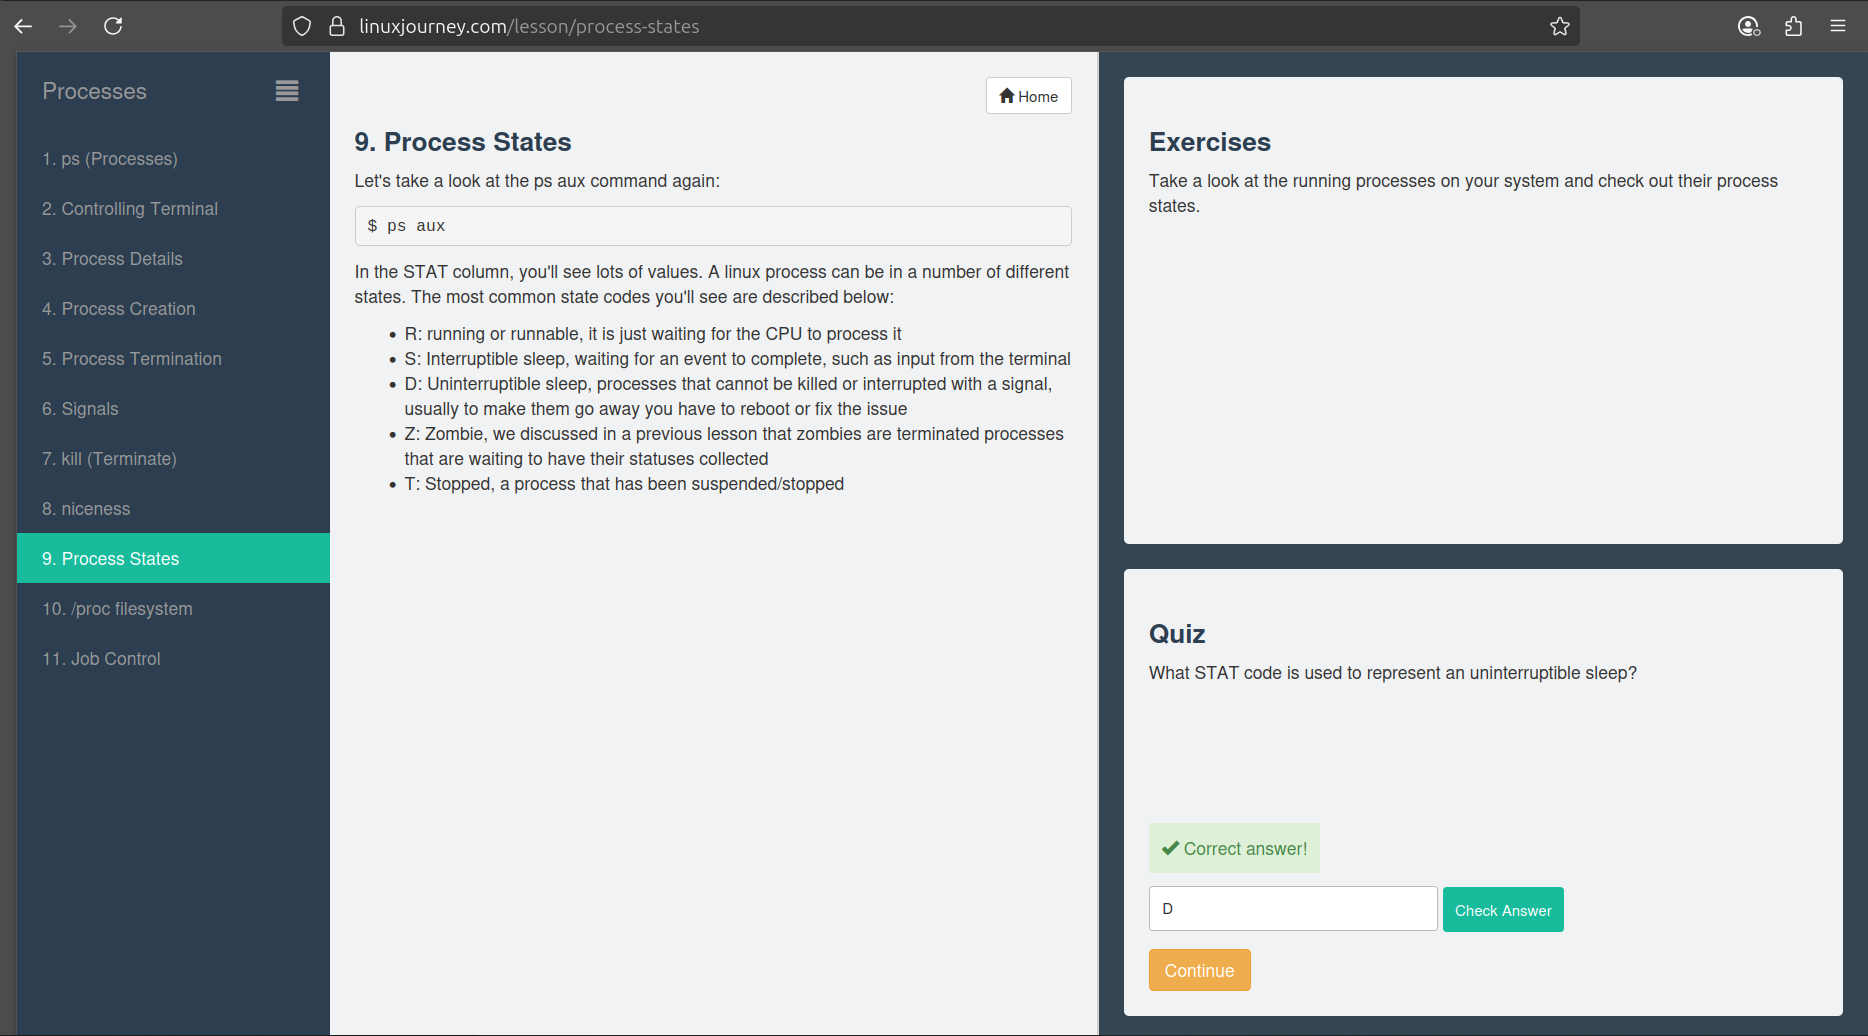 linuxjourney.com/lesson/process-states
Processes
1. ps (Processes)
2. Controlling Terminal
3. Process Details
4. Process Creation
5. Process Termination
6. Signals
7. kill (Terminate)
8. niceness
9. Process States
10. /proc filesystem
11. Job Control
Home
9. Process States
Let's take a look at the ps aux command again:
$ ps aux
In the STAT column, you'll see lots of values. A linux process can be in a number of different
states. The most common state codes you'll see are described below:
• R: running or runnable, it is just waiting for the CPU to process it
• S: Interruptible sleep, waiting for an event to complete, such as input from the terminal
• D: Uninterruptible sleep, processes that cannot be killed or interrupted with a signal,
usually to make them go away you have to reboot or fix the issue
• Z: Zombie, we discussed in a previous lesson that zombies are terminated processes
that are waiting to have their statuses collected
• T: Stopped, a process that has been suspended/stopped
Exercises
Take a look at the running processes on your system and check out their process
states.
Quiz
What STAT code is used to represent an uninterruptible sleep?
Correct answer!
D
Check Answer
Continue